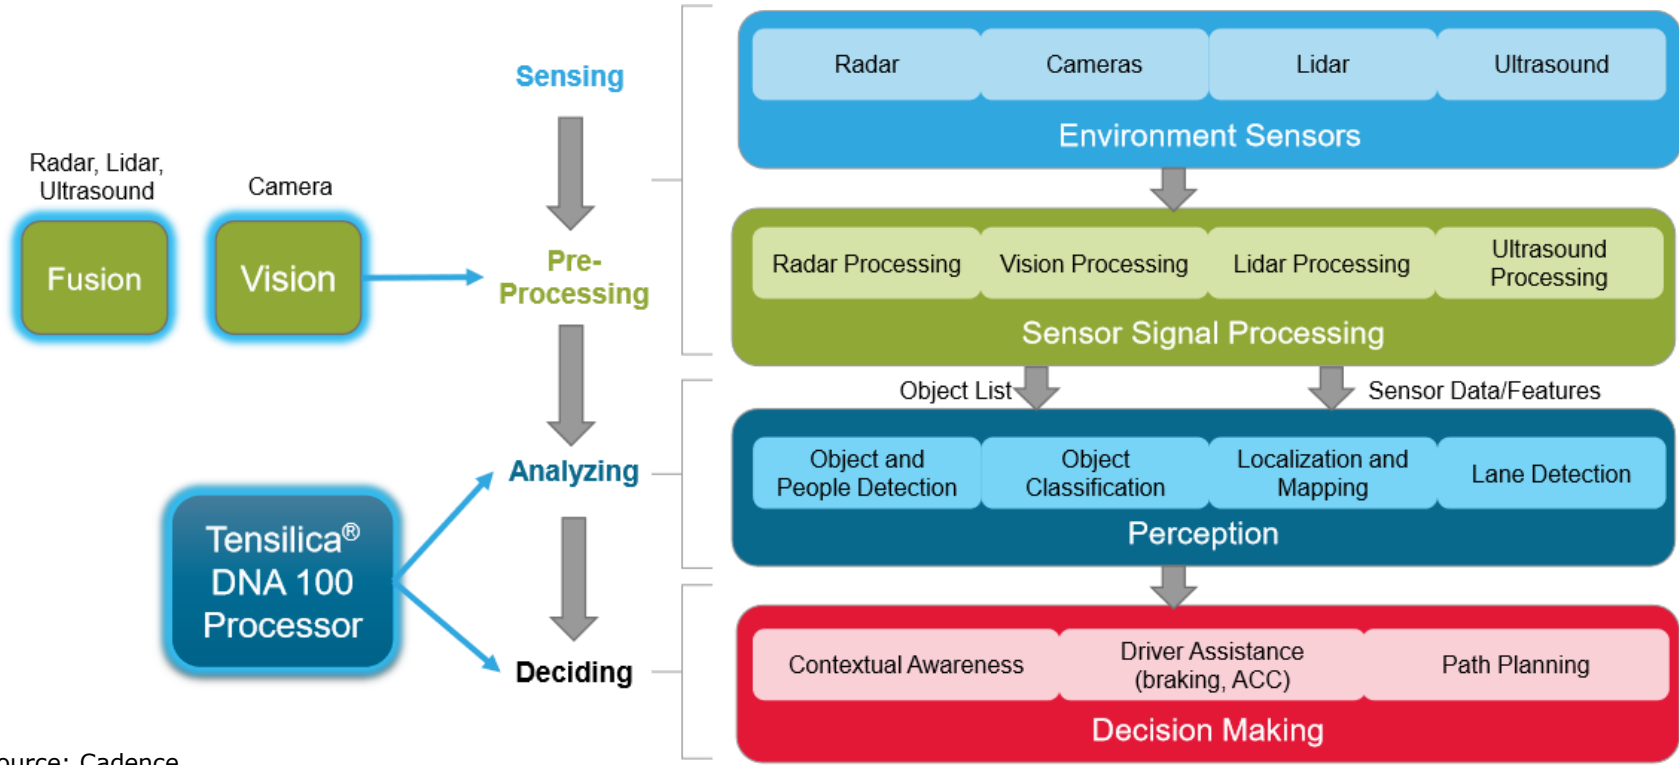 Radar, Lidar,
Ultrasound
Fusion
Camera
Vision
Tensilica®
DNA 100
Processor
Sensing
Pre-
Processing
Analyzing
Deciding
Radar
Cameras
Lidar
Ultrasound
Environment Sensors
Radar Processing
Vision Processing
Lidar Processing
Ultrasound
Processing
Sensor Signal Processing
Object List
Sensor Data/Features
Object and
People Detection
Object
Classification
Localization and
Mapping
Lane Detection
Perception
Contextual Awareness
Driver Assistance
(braking, ACC)
Path Planning
Decision Making
ource: Cadence